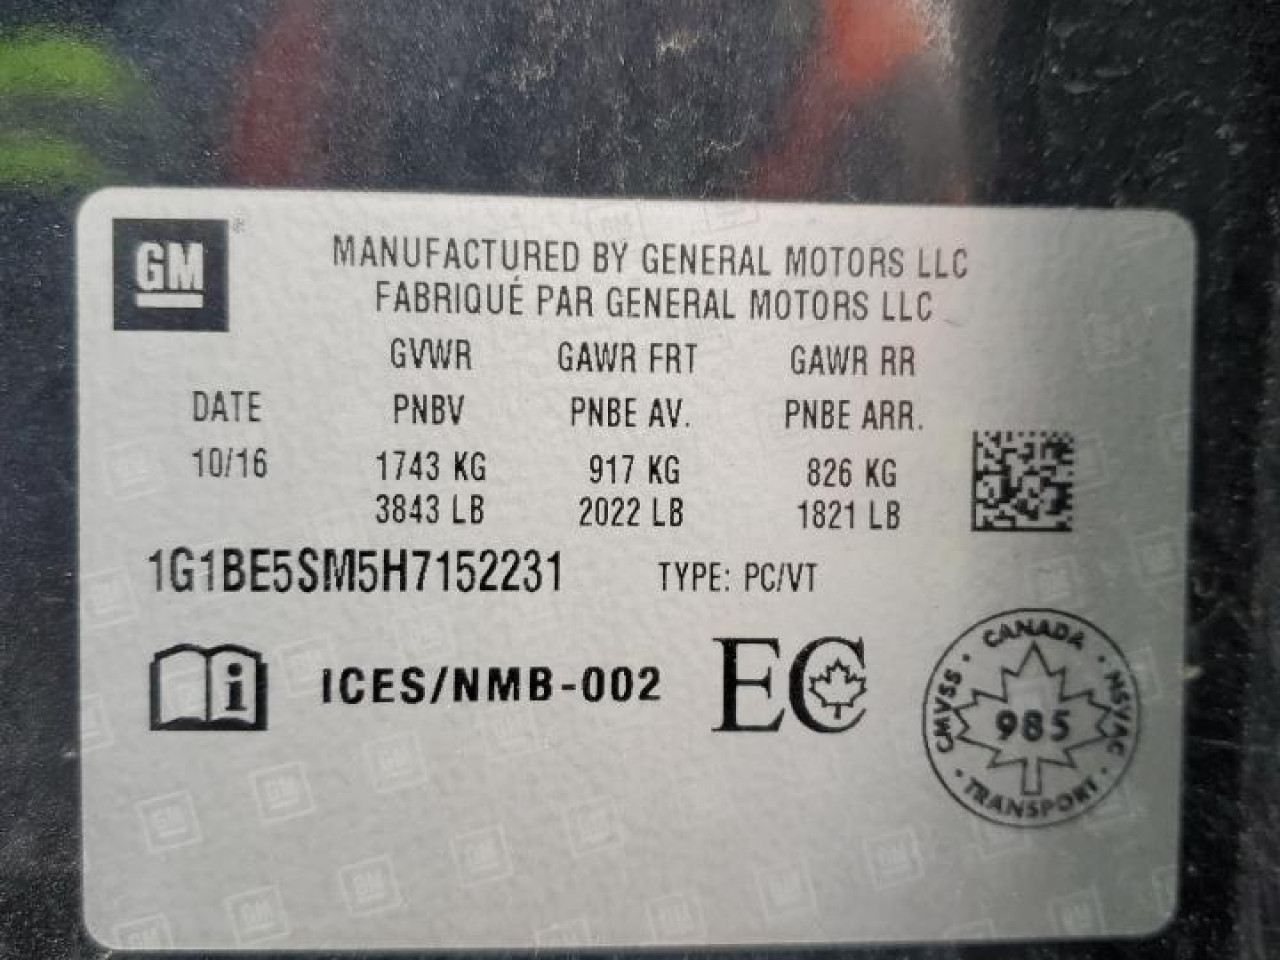 GM
MANUFACTURED BY GENERAL MOTORS LLC
FABRIQUÉ PAR GENERAL MOTORS LLC
GVWR GAWR FRT GAWR RR
DATE PNBV PNBE AV. PNBE ARR.
10/16 1743 KG 917 KG 826 KG
3843 LB 2022 LB 1821 LB
1G1BE5SM5H7152231 TYPE: PC/VT
i ICES/NMB-002 EC
CANADA
CMVSS 985 NSVAC
TRANSPORT